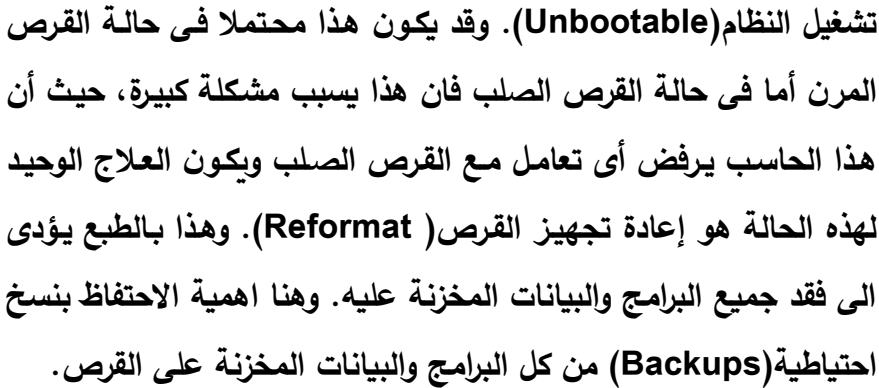 تشغيل النظام(Unbootable). وقد يكون هذا محتملا فى حالة القرص
المرن أما فى حالة القرص الصلب فان هذا يسبب مشكلة كبيرة، حيث أن
هذا الحاسب يرفض أى تعامل مع القرص الصلب ويكون العلاج الوحيد
لهذه الحالة هو إعادة تجهيز القرص( Reformat). وهذا بالطبع يؤدى
الى فقد جميع البرامج والبيانات المخزنة عليه. وهنا اهمية الاحتفاظ بنسخ
احتياطية(Backups) من كل البرامج والبيانات المخزنة على القرص.